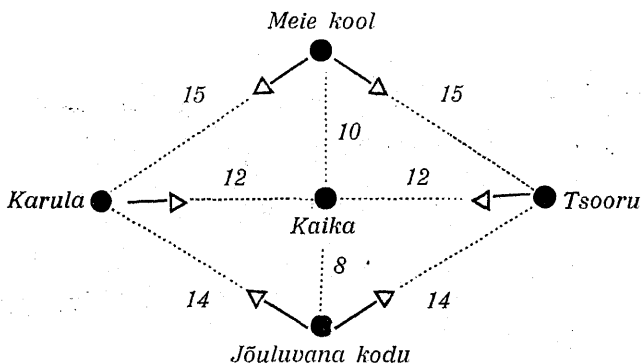 Meie kool
15 15
10
12 12
Karula Tsooru
Kaika
8
14 14
Jõuluvana kodu